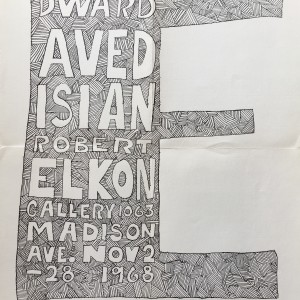 DWARD
AVED
ISIAN
ROBERT
ELKON
GALLERY 1063
MADISON
AVE. NOV 2
-28 1968
E